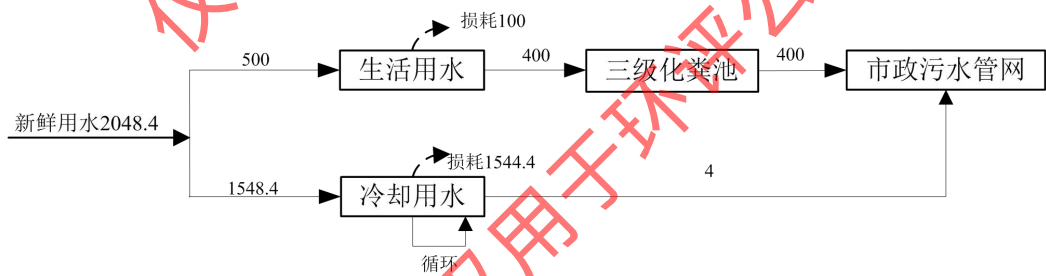 损耗100
500
生活用水
400
三级化粪池
400
市政污水管网
新鲜用水2048.4
损耗1544.4
1548.4
冷却用水
4
循环
仅
用于环评公